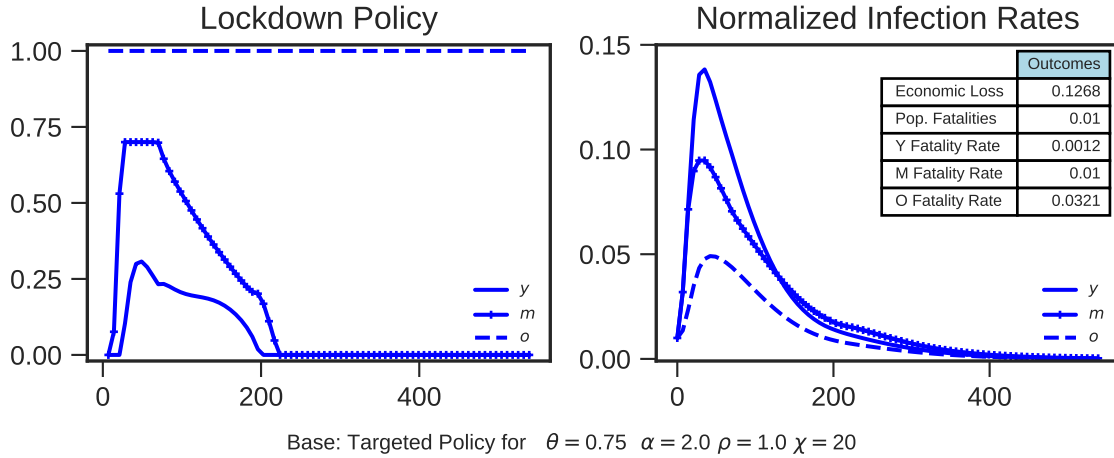 Lockdown Policy
1.00
0.75
0.50
0.25
0.00
0 200 400
y
m
o
Normalized Infection Rates
0.15
0.10
0.05
0.00
0 200 400
Outcomes
Economic Loss 0.1268
Pop. Fatalities 0.01
Y Fatality Rate 0.0012
M Fatality Rate 0.01
O Fatality Rate 0.0321
y
m
o
Base: Targeted Policy for θ = 0.75 α = 2.0 ρ = 1.0 χ = 20